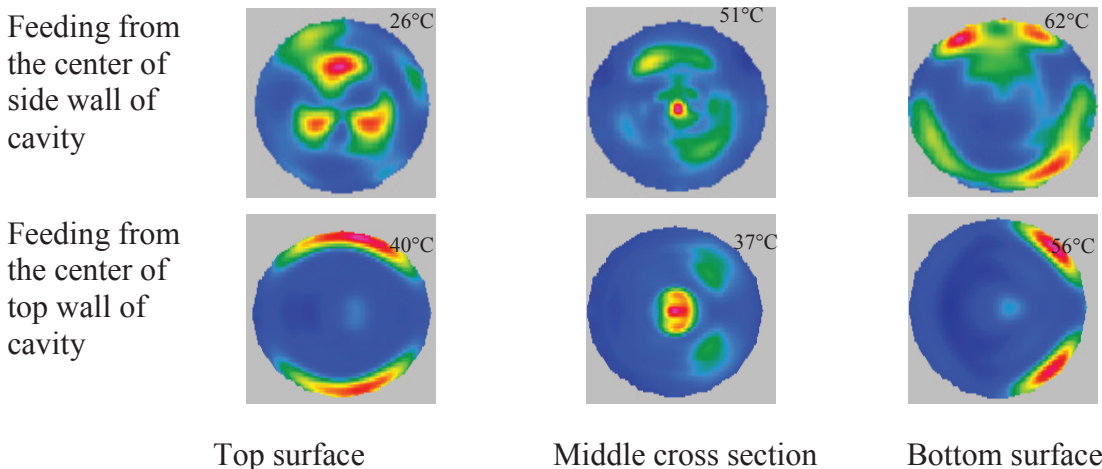 Feeding from
the center of
side wall of
cavity
26°C
51°C
62°C
Feeding from
the center of
top wall of
cavity
40°C
37°C
56°C
Top surface
Middle cross section
Bottom surface